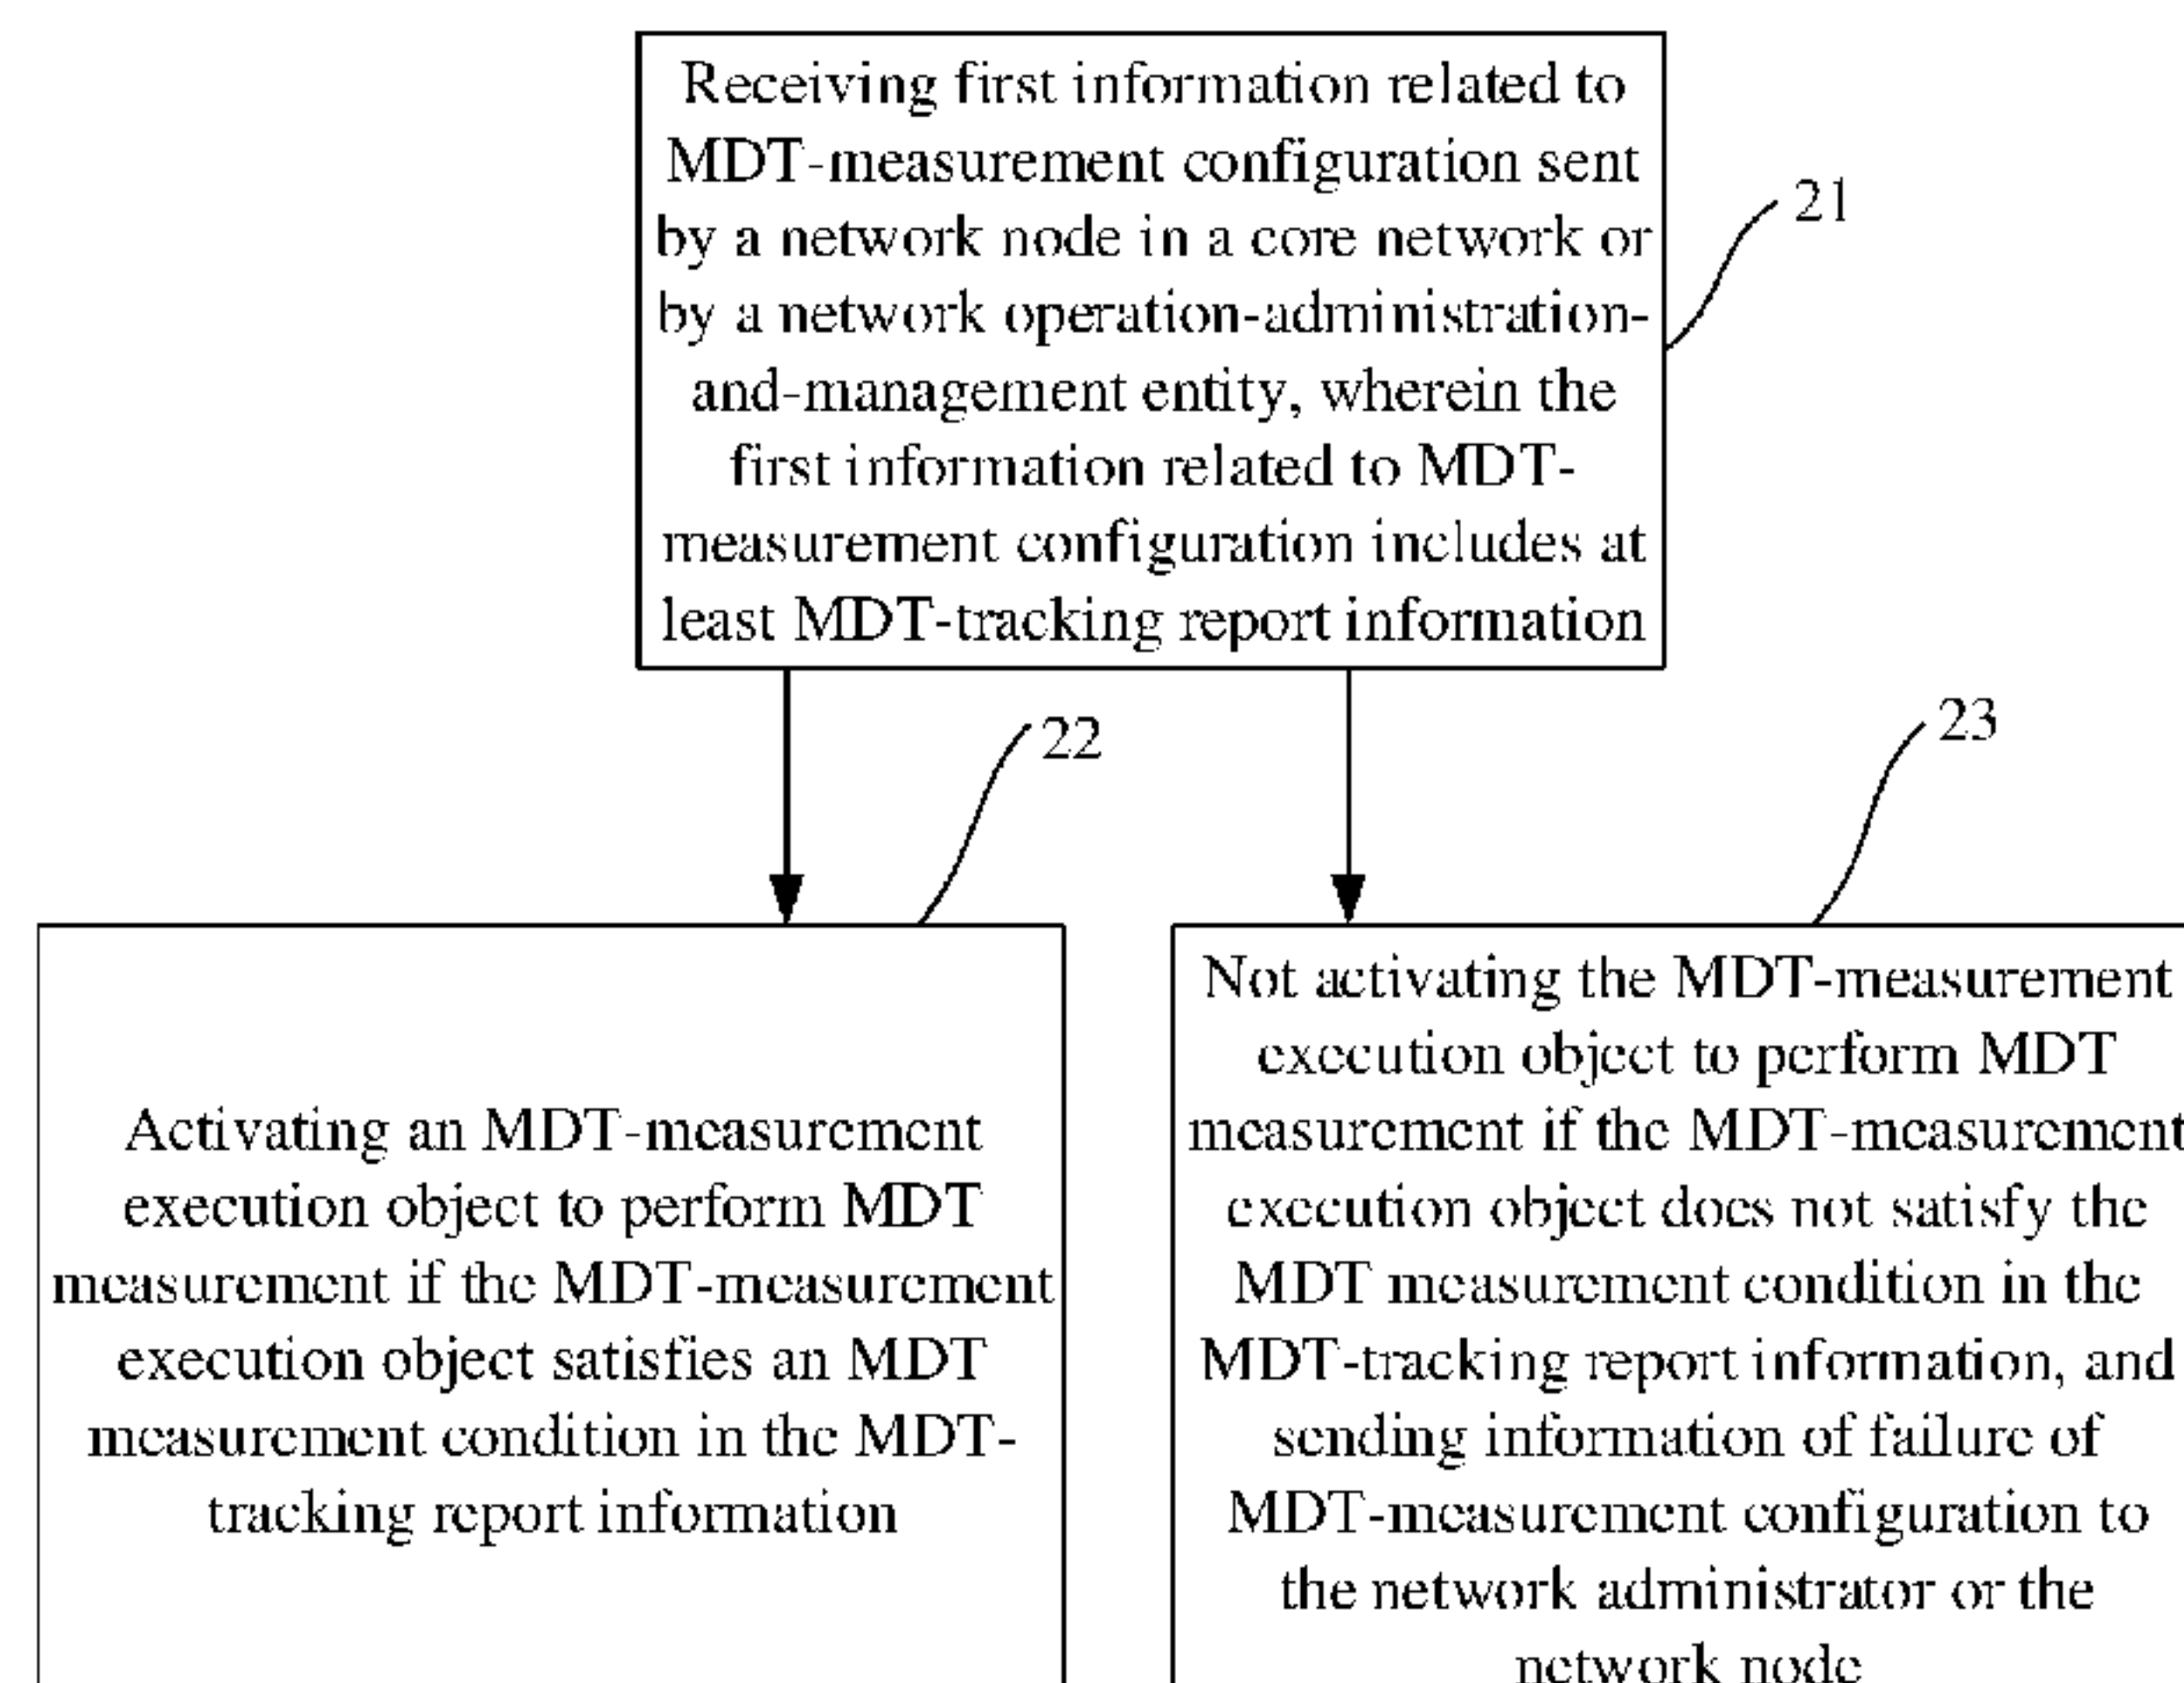 Receiving first information related to
MDT-measurement configuration sent
by a network node in a core network or
by a network operation-administration-
and-management entity, wherein the
first information related to MDT-
measurement configuration includes at
least MDT-tracking report information
21
22
23
Activating an MDT-measurement
execution object to perform MDT
measurement if the MDT-measurement
execution object satisfies an MDT
measurement condition in the MDT-
tracking report information
Not activating the MDT-measurement
execution object to perform MDT
measurement if the MDT-measurement
execution object does not satisfy the
MDT measurement condition in the
MDT-tracking report information, and
sending information of failure of
MDT-measurement configuration to
the network administrator or the
network node